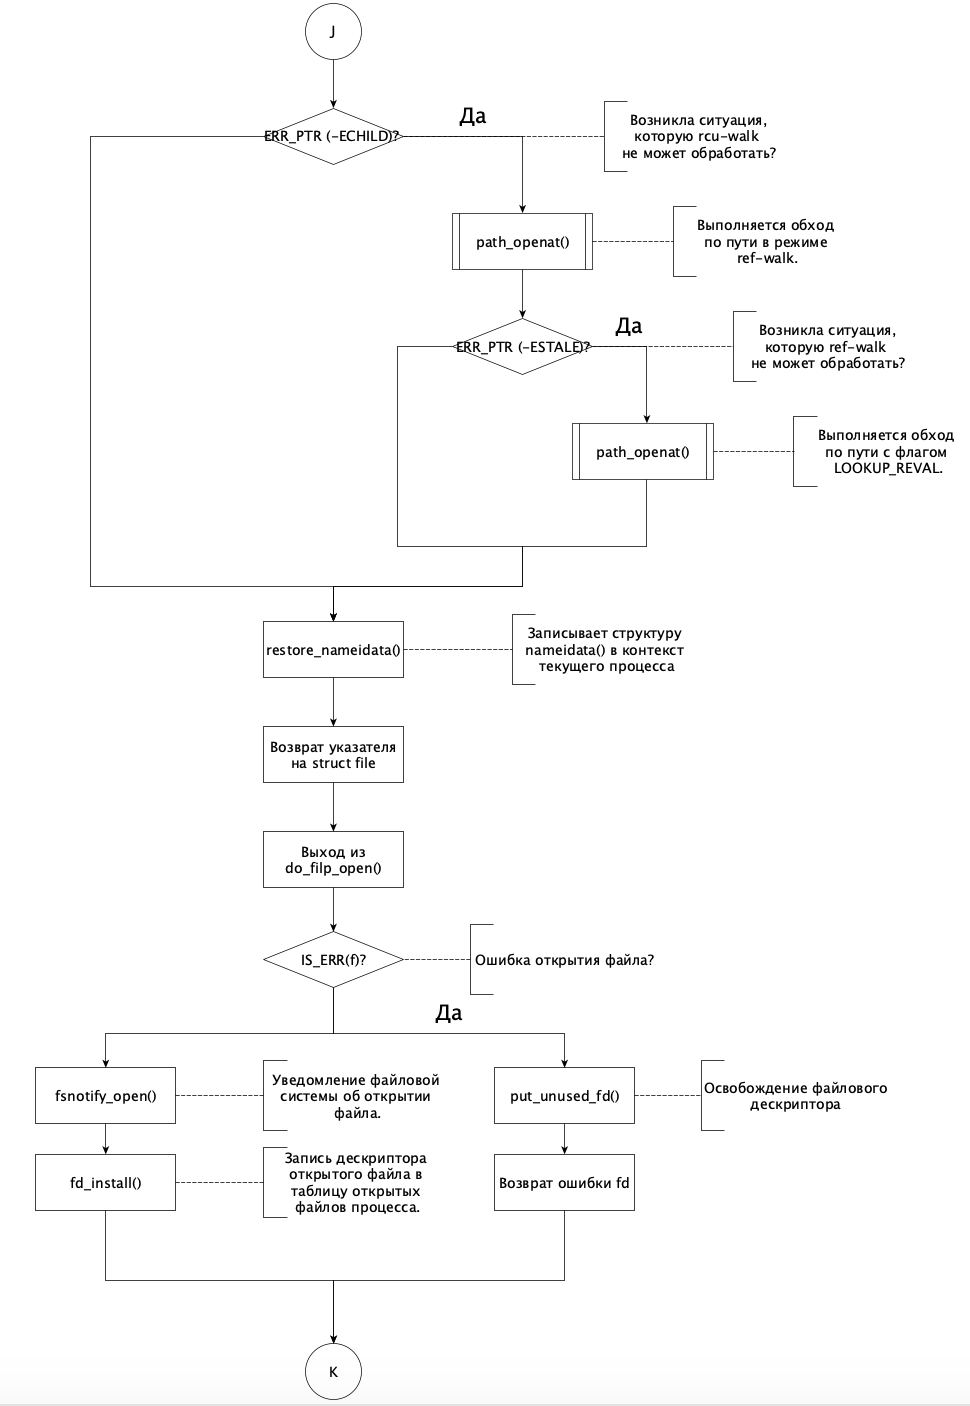 J
ERR_PTR (-ECHILD)?
Да
Возникла ситуация,
которую rcu-walk
не может обработать?
path_openat()
Выполняется обход
по пути в режиме
ref-walk.
ERR_PTR (-ESTALE)?
Да
Возникла ситуация,
которую ref-walk
не может обработать?
path_openat()
Выполняется обход
по пути с флагом
LOOKUP_REVAL.
restore_nameidata()
Записывает структуру
nameidata() в контекст
текущего процесса
Возврат указателя
на struct file
Выход из
do_filp_open()
IS_ERR(f)?
Ошибка открытия файла?
Да
fsnotify_open()
Уведомление файловой
системы об открытии
файла.
put_unused_fd()
Освобождение файлового
дескриптора
fd_install()
Запись дескриптора
открытого файла в
таблицу открытых
файлов процесса.
Возврат ошибки fd
K